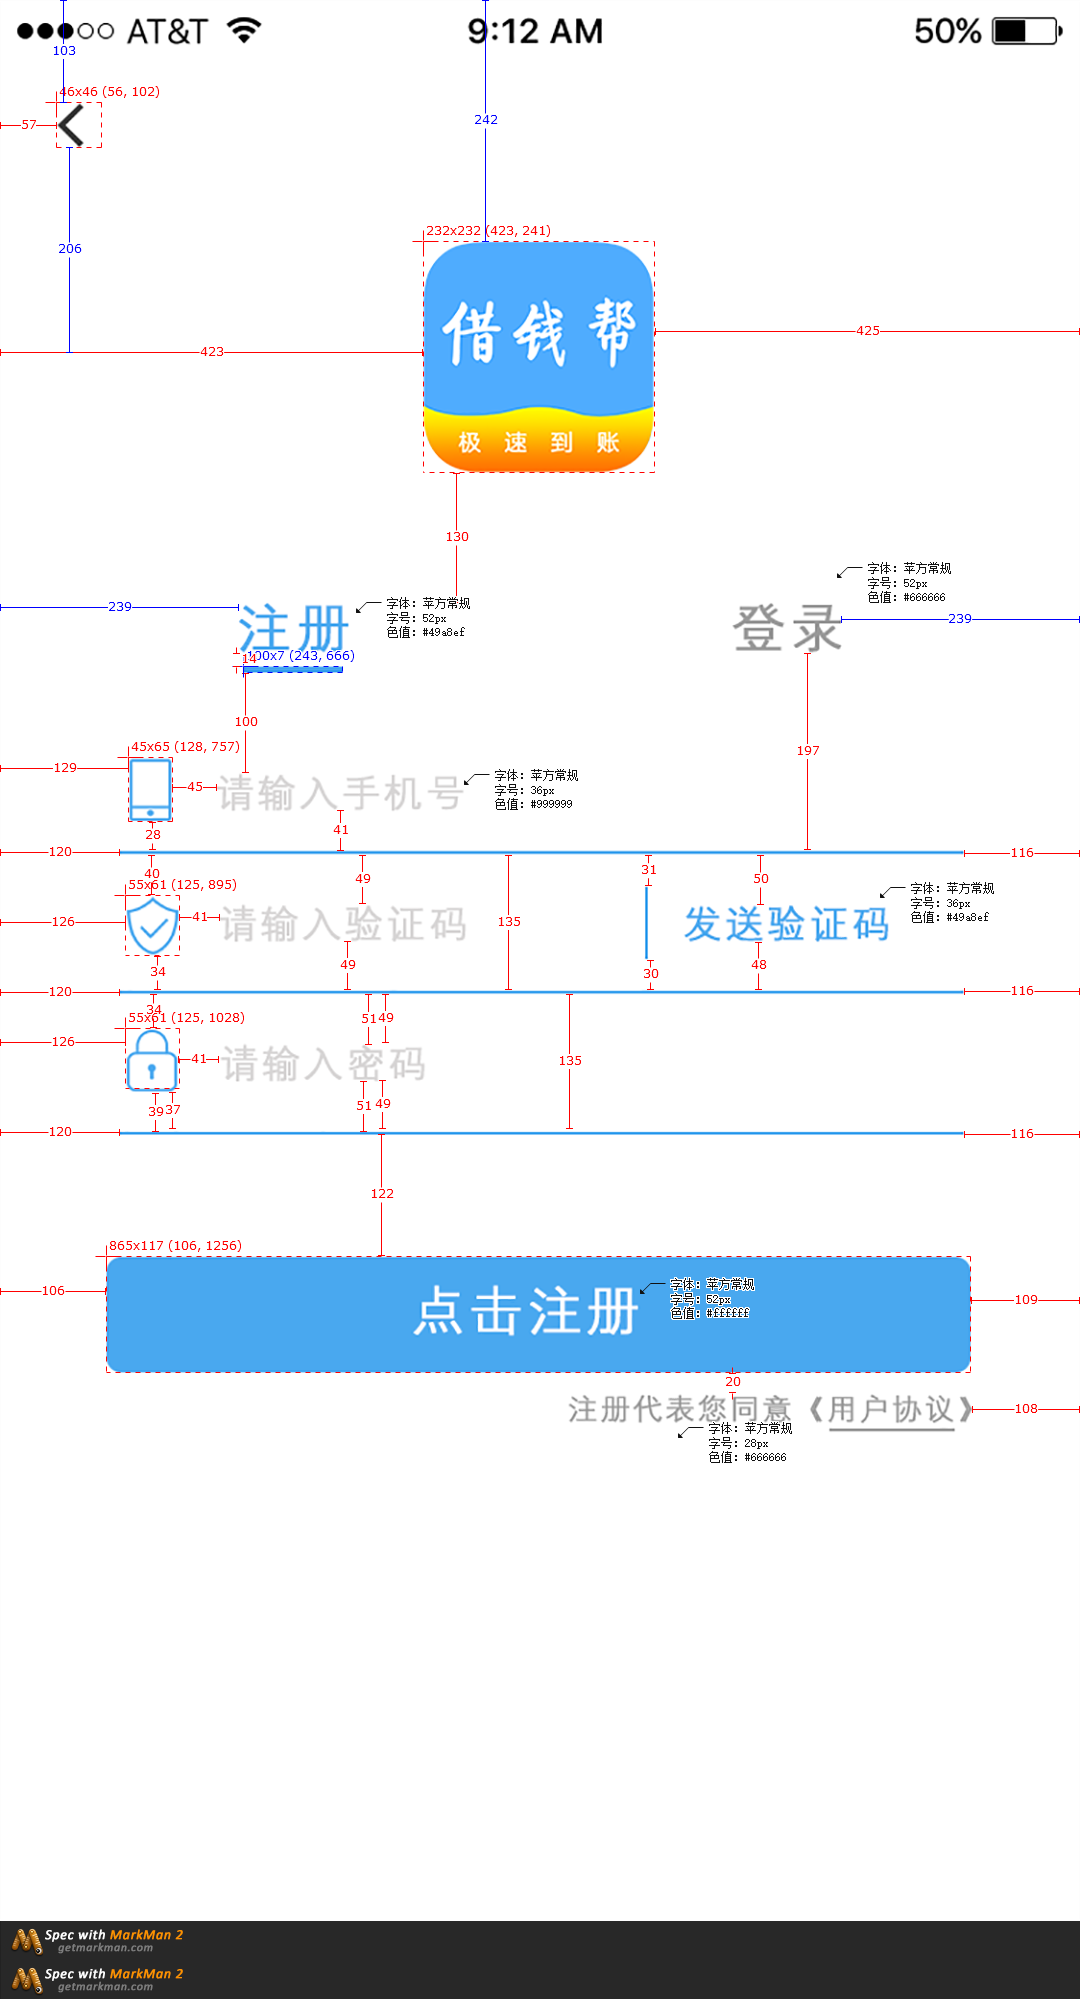 AT&T 9:12 AM 50%
103
46x46 (56, 102)
57
242
206
232x232 (423, 241)
借钱帮
423
425
极速到账
130
字体: 苹方常规
字号: 52px
色值: #666666
239
注册
字体: 苹方常规
字号: 52px
色值: #49a8ef
登录
239
100x7 (243, 666)
14
100
197
45x65 (128, 757)
129
45
请输入手机号
字体: 苹方常规
字号: 36px
色值: #999999
28
41
120
116
40
49
31
50
55x61 (125, 895)
126
41
请输入验证码
135
发送验证码
字体: 苹方常规
字号: 36px
色值: #49a8ef
34
49
30
48
120
116
34
51
49
55x61 (125, 1028)
126
41
请输入密码
135
39
37
51
49
120
116
122
865x117 (106, 1256)
106
点击注册
字体: 苹方常规
字号: 52px
色值: #ffffff
109
20
注册代表您同意《用户协议》
108
字体: 苹方常规
字号: 28px
色值: #666666
Spec with MarkMan 2
getmarkman.com
Spec with MarkMan 2
getmarkman.com